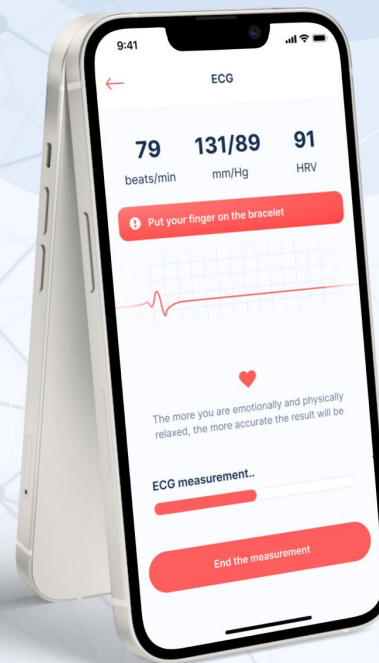 9:41
ECG
79 131/89 91
beats/min mm/Hg HRV
Put your finger on the bracelet
The more you are emotionally and physically
relaxed, the more accurate the result will be
ECG measurement..
End the measurement